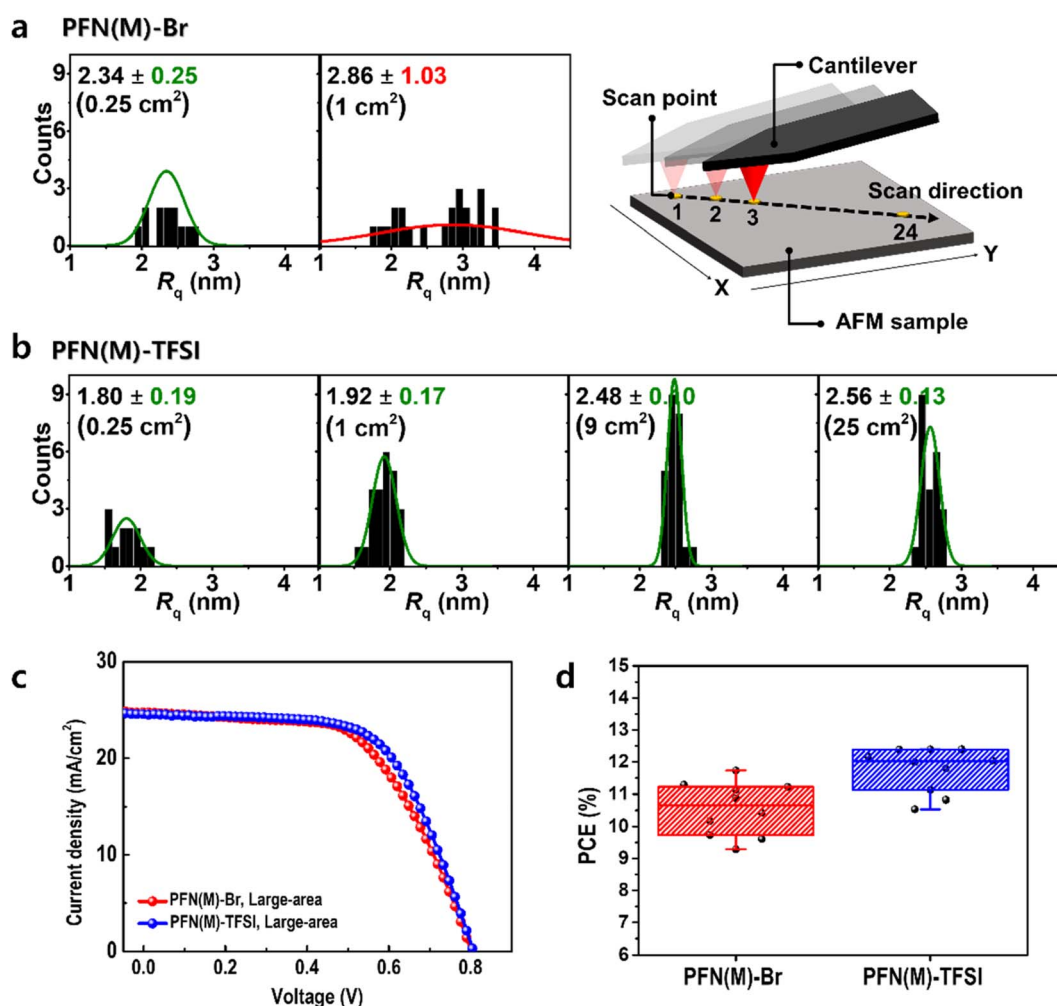 a PFN(M)-Br
9
6
3
0
Counts
2.34 ± 0.25
(0.25 cm²)
2.86 ± 1.03
(1 cm²)
1 2 3 4 1 2 3 4
Rq (nm) Rq (nm)
Cantilever
Scan point
Scan direction
1 2 3 24
X Y
AFM sample
b PFN(M)-TFSI
9
6
3
0
Counts
1.80 ± 0.19
(0.25 cm²)
1.92 ± 0.17
(1 cm²)
2.48 ± 0.10
(9 cm²)
2.56 ± 0.13
(25 cm²)
1 2 3 4 1 2 3 4 1 2 3 4 1 2 3 4
Rq (nm) Rq (nm) Rq (nm) Rq (nm)
c
30
20
10
0
Current density (mA/cm²)
PFN(M)-Br, Large-area
PFN(M)-TFSI, Large-area
0.0 0.2 0.4 0.6 0.8
Voltage (V)
d
15
14
13
12
11
10
9
8
7
6
PCE (%)
PFN(M)-Br PFN(M)-TFSI